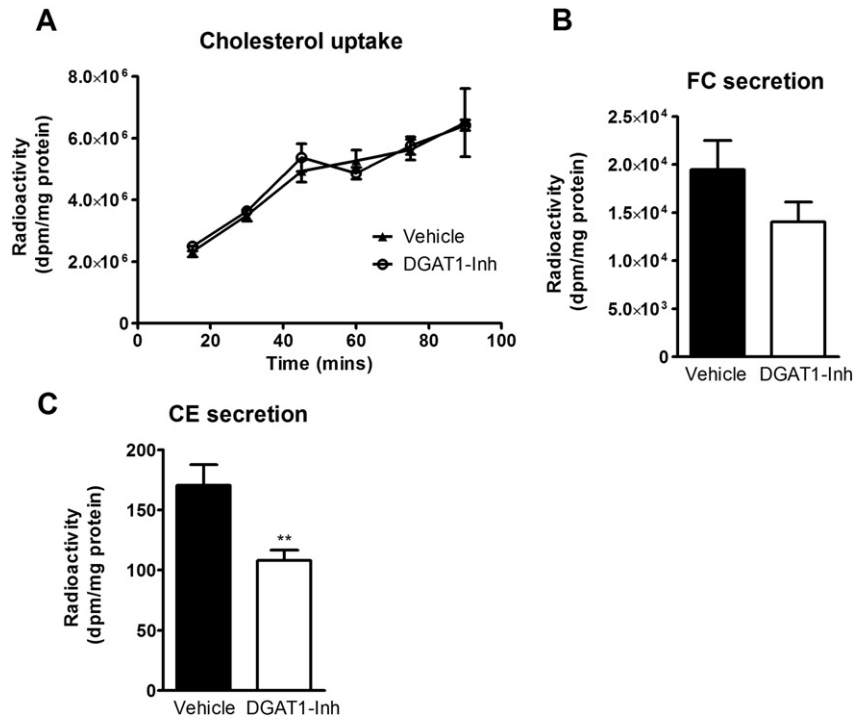 A
Cholesterol uptake
Radioactivity
(dpm/mg protein)
8.0×10⁶
6.0×10⁶
4.0×10⁶
2.0×10⁶
0
0 20 40 60 80 100
Time (mins)
Vehicle
DGAT1-Inh
B
FC secretion
Radioactivity
(dpm/mg protein)
2.5×10⁴
2.0×10⁴
1.5×10⁴
1.0×10⁴
5.0×10³
0
Vehicle DGAT1-Inh
C
CE secretion
Radioactivity
(dpm/mg protein)
200
150
100
50
0
**
Vehicle DGAT1-Inh